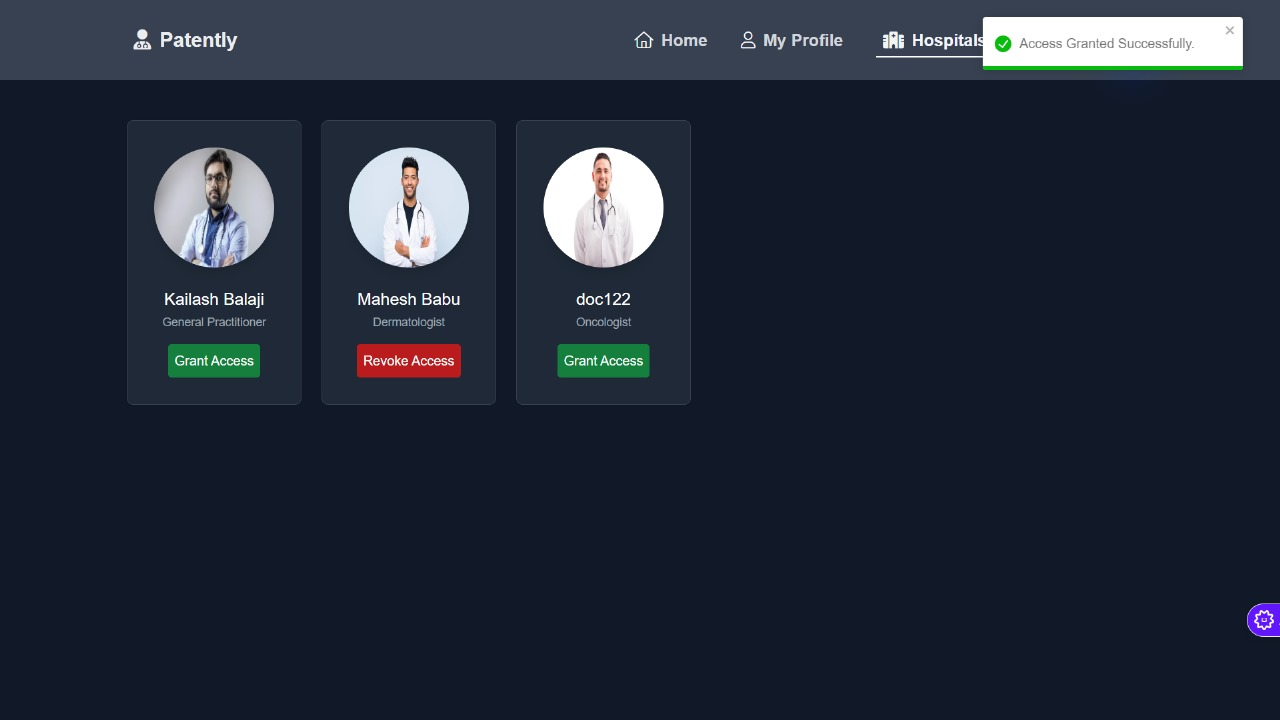 Patently
Home
My Profile
Hospitals
Access Granted Successfully.
Kailash Balaji
General Practitioner
Grant Access
Mahesh Babu
Dermatologist
Revoke Access
doc122
Oncologist
Grant Access